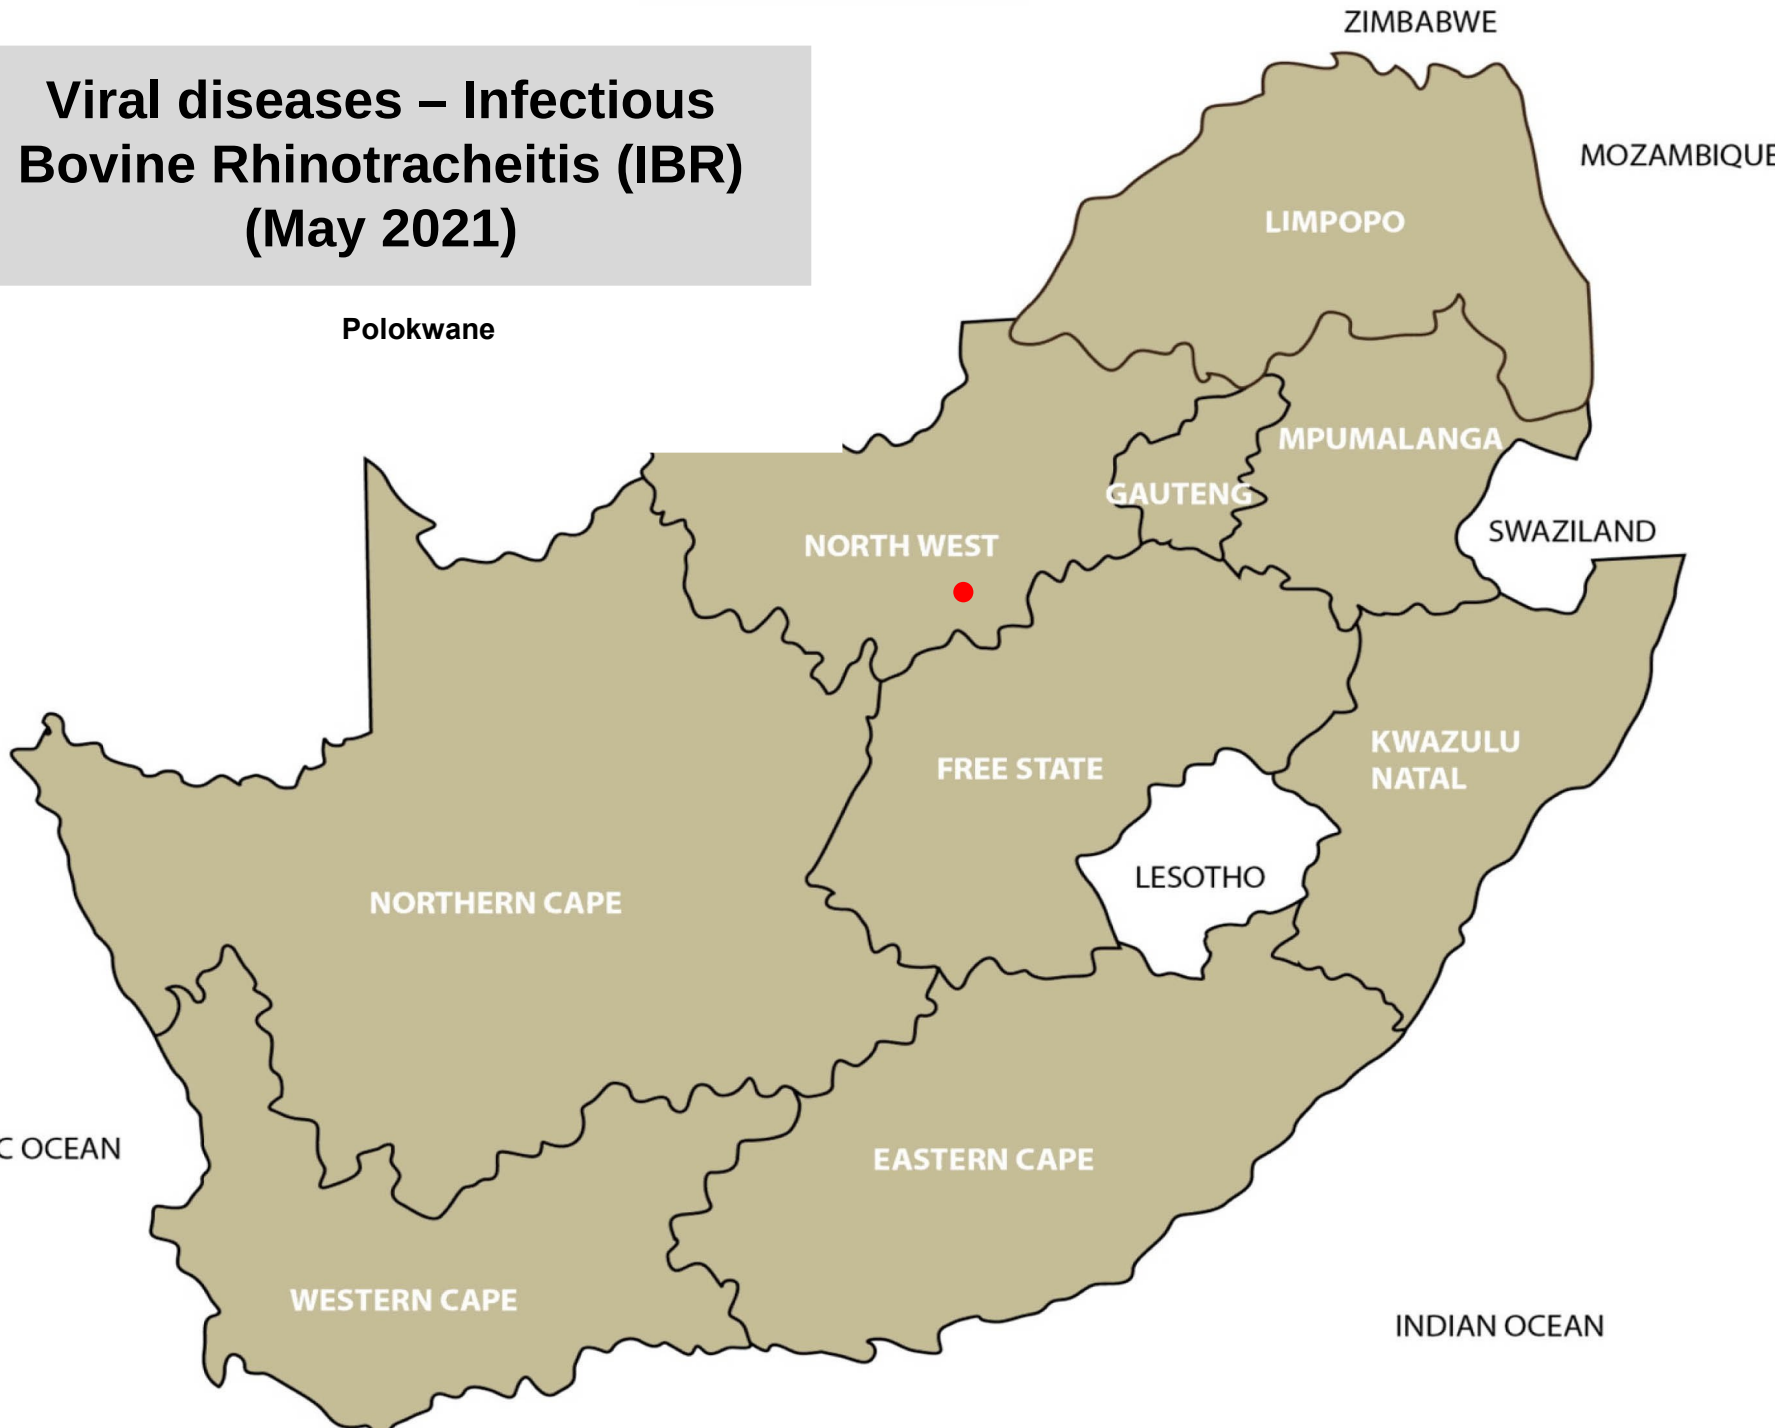 ZIMBABWE
Viral diseases – Infectious
Bovine Rhinotracheitis (IBR)
(May 2021)
MOZAMBIQUE
LIMPOPO
Polokwane
MPUMALANGA
GAUTENG
SWAZILAND
NORTH WEST
KWAZULU
NATAL
FREE STATE
LESOTHO
NORTHERN CAPE
C OCEAN
EASTERN CAPE
WESTERN CAPE
INDIAN OCEAN